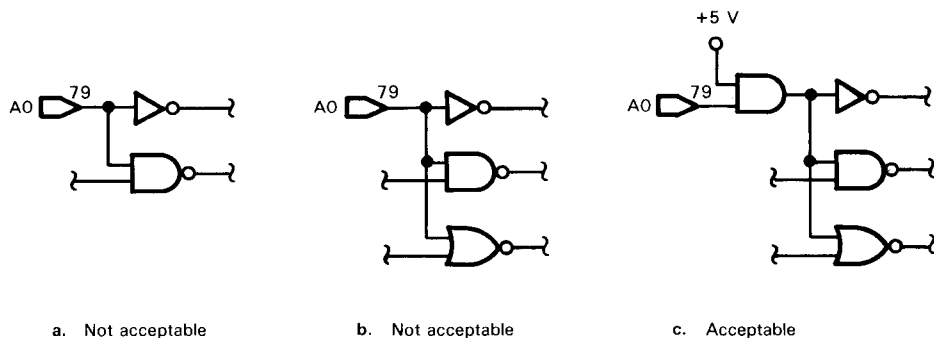 +5 V
79
79
79
A0
A0
A0
a. Not acceptable
b. Not acceptable
c. Acceptable